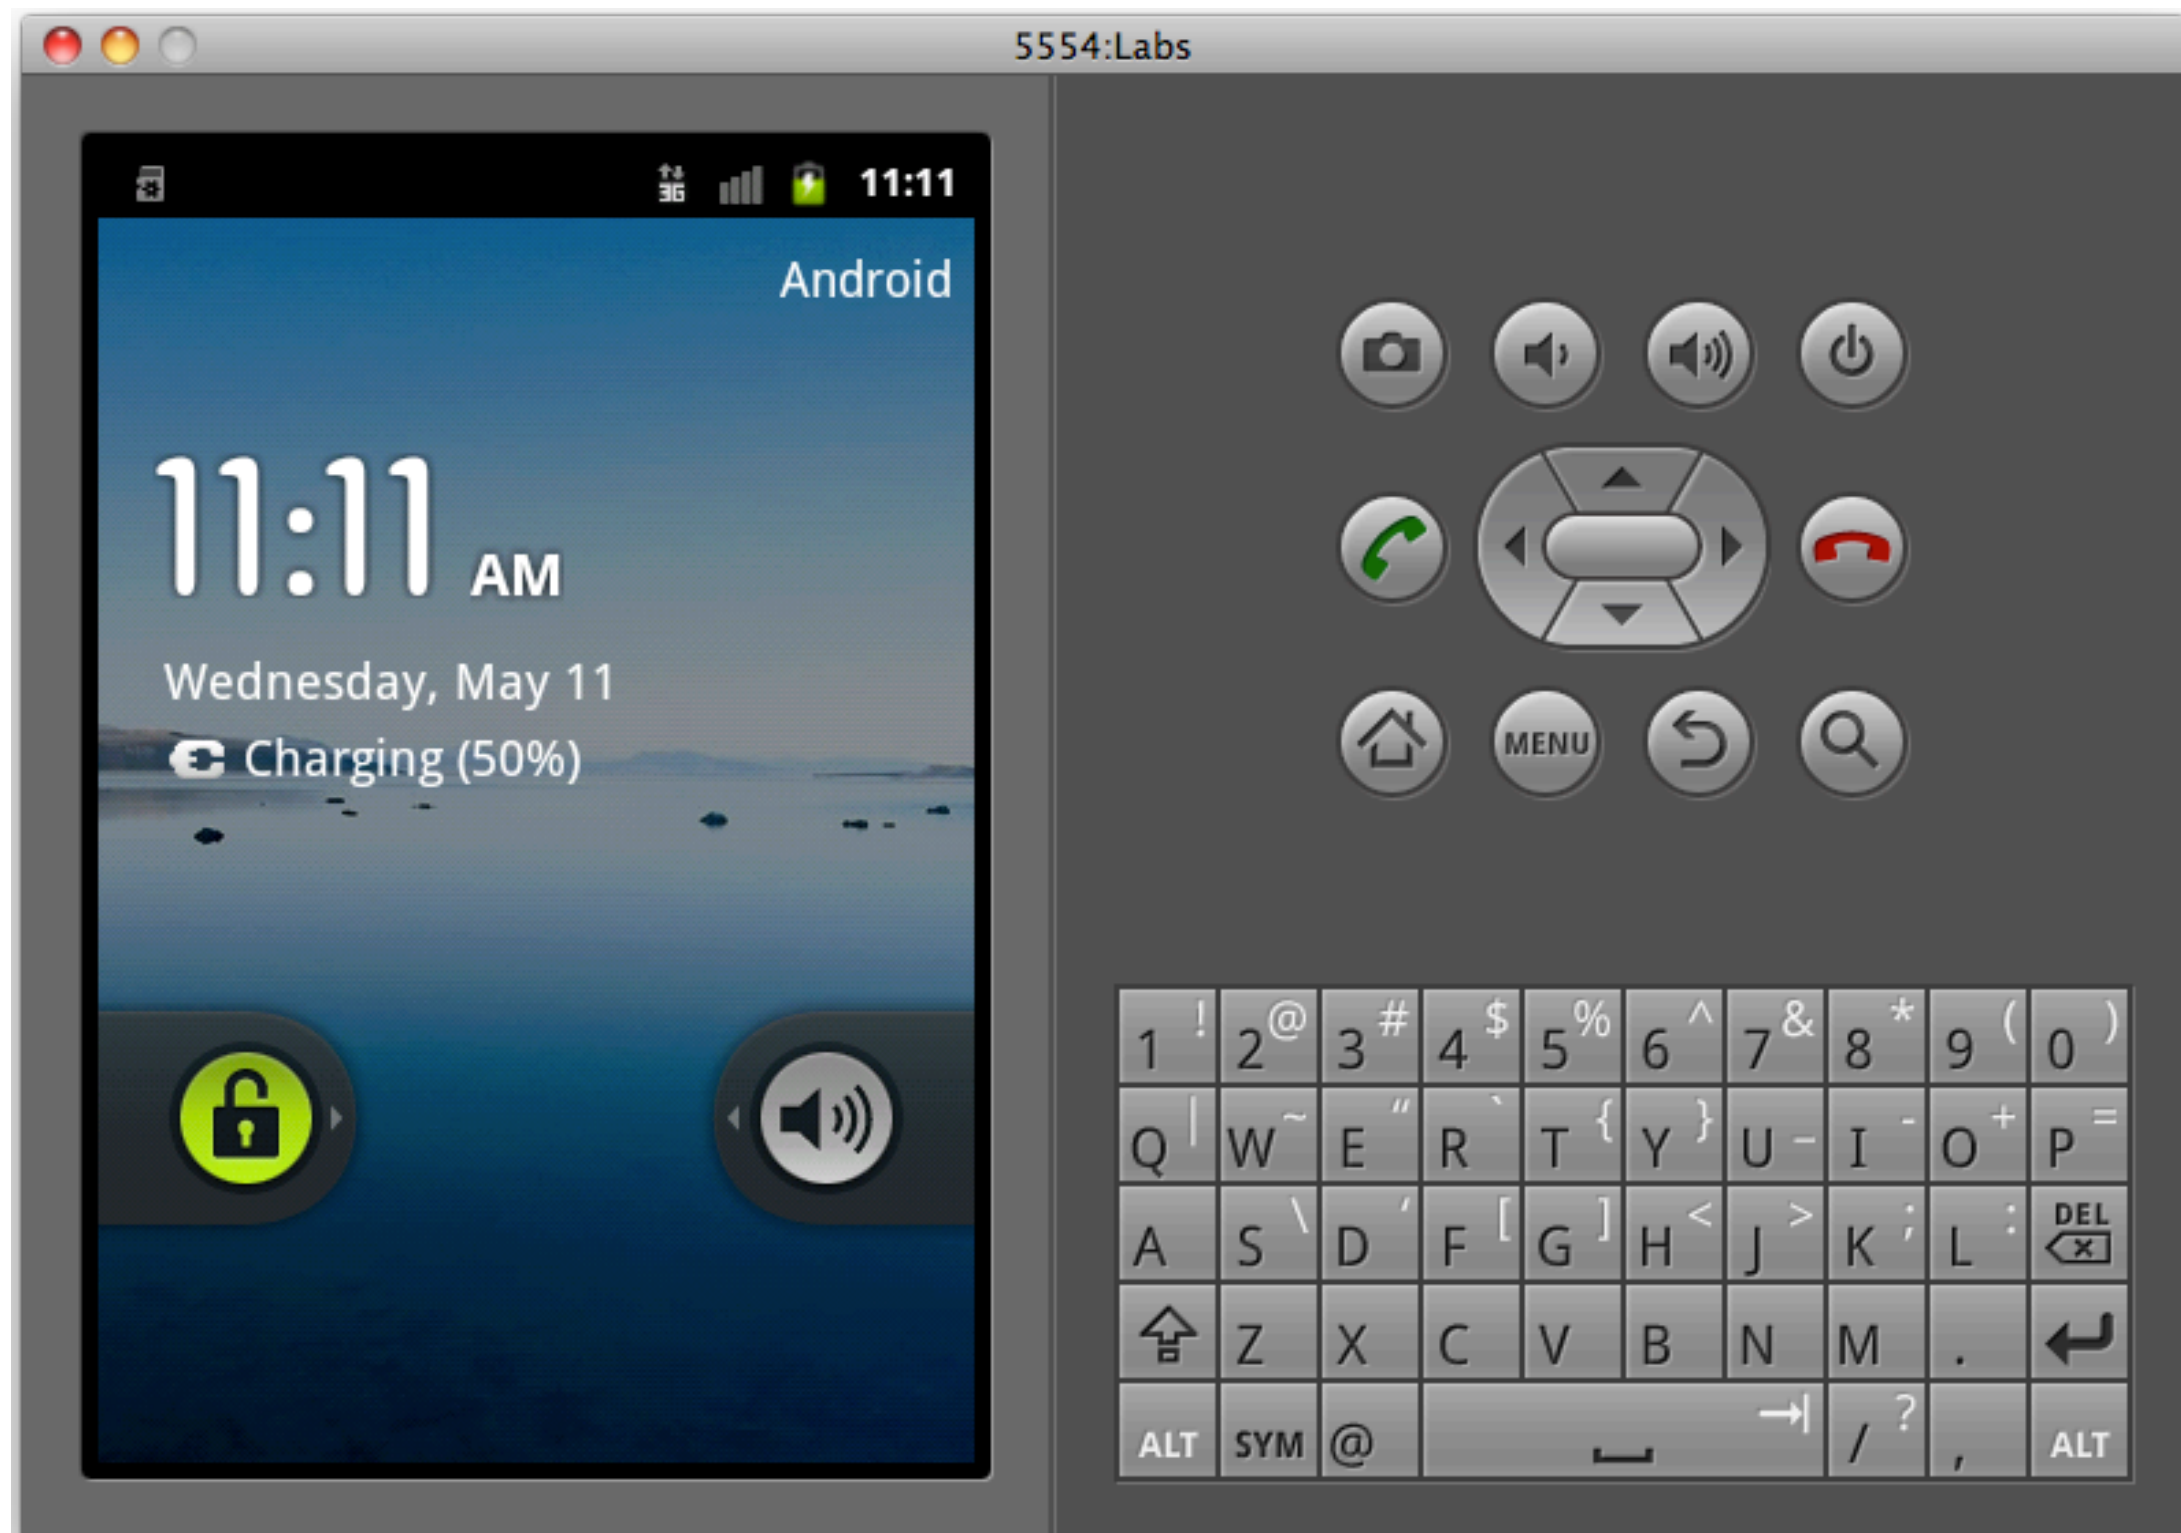 5554:Labs
3G 11:11
Android
11:11 AM
Wednesday, May 11
Charging (50%)
MENU
1 ! 2 @ 3 # 4 $ 5 % 6 ^ 7 & 8 * 9 ( 0 )
Q | W ~ E " R ` T { Y } U _ I - O + P =
A S \ D ' F [ G ] H < J > K ; L : DEL
Z X C V B N M .
ALT SYM @ / ? , ALT